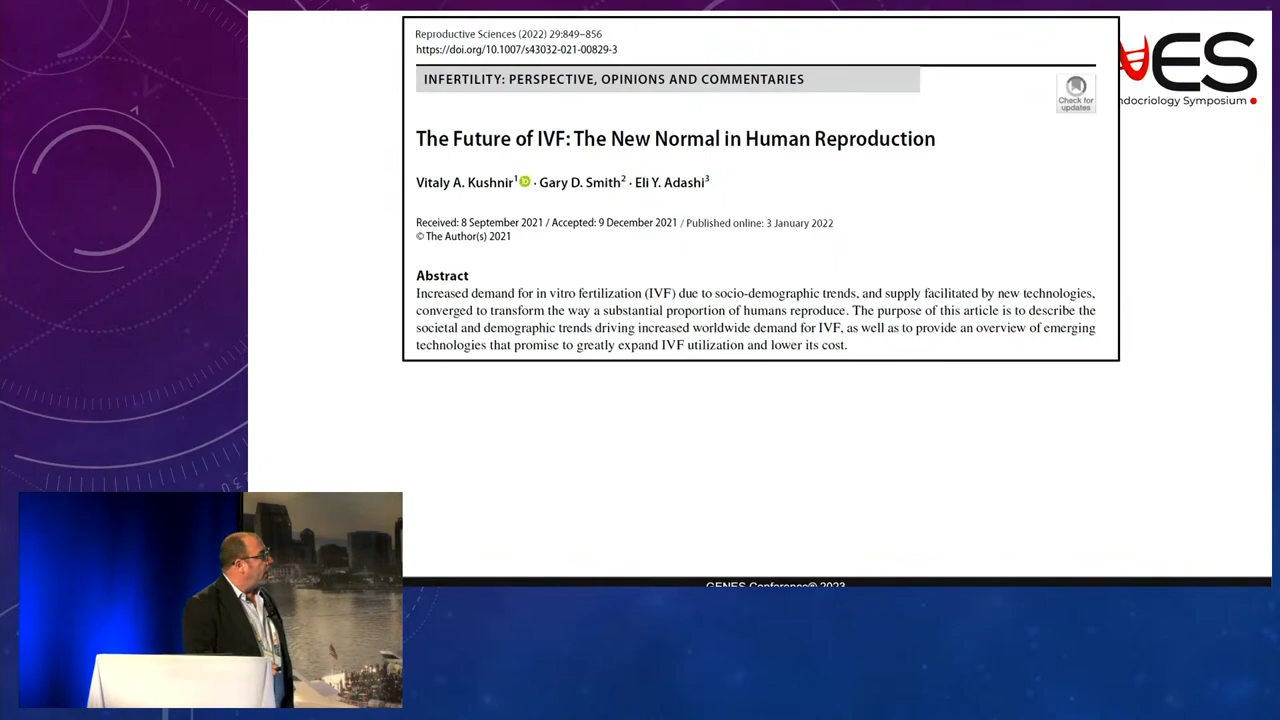 Reproductive Sciences (2022) 29:849–856
https://doi.org/10.1007/s43032-021-00829-3
INFERTILITY: PERSPECTIVE, OPINIONS AND COMMENTARIES
Check for
updates
ES
ndocriology Symposium
The Future of IVF: The New Normal in Human Reproduction
Vitaly A. Kushnir1 · Gary D. Smith2 · Eli Y. Adashi3
Received: 8 September 2021 / Accepted: 9 December 2021 / Published online: 3 January 2022
© The Author(s) 2021
Abstract
Increased demand for in vitro fertilization (IVF) due to socio-demographic trends, and supply facilitated by new technologies,
converged to transform the way a substantial proportion of humans reproduce. The purpose of this article is to describe the
societal and demographic trends driving increased worldwide demand for IVF, as well as to provide an overview of emerging
technologies that promise to greatly expand IVF utilization and lower its cost.
230
GENES Conference® 2023